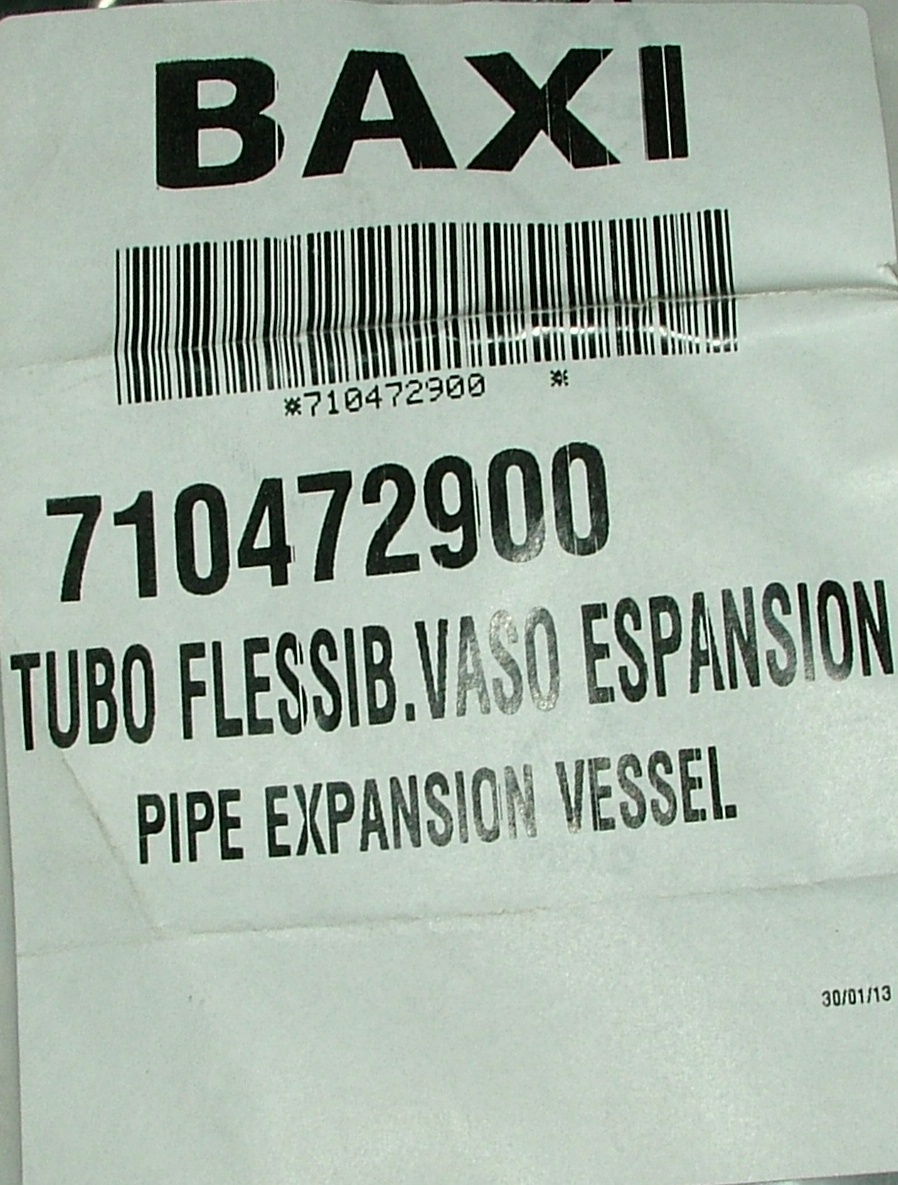 BAXI
*710472900 *
710472900
TUBO FLESSIB.VASO ESPANSION
PIPE EXPANSION VESSEL
30/01/13